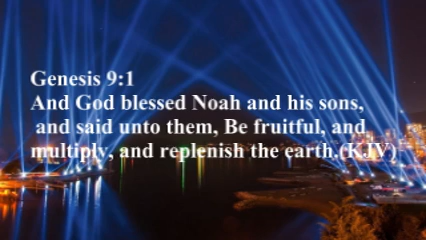 Genesis 9:1
And God blessed Noah and his sons,
and said unto them, Be fruitful, and
multiply, and replenish the earth.(KJV)